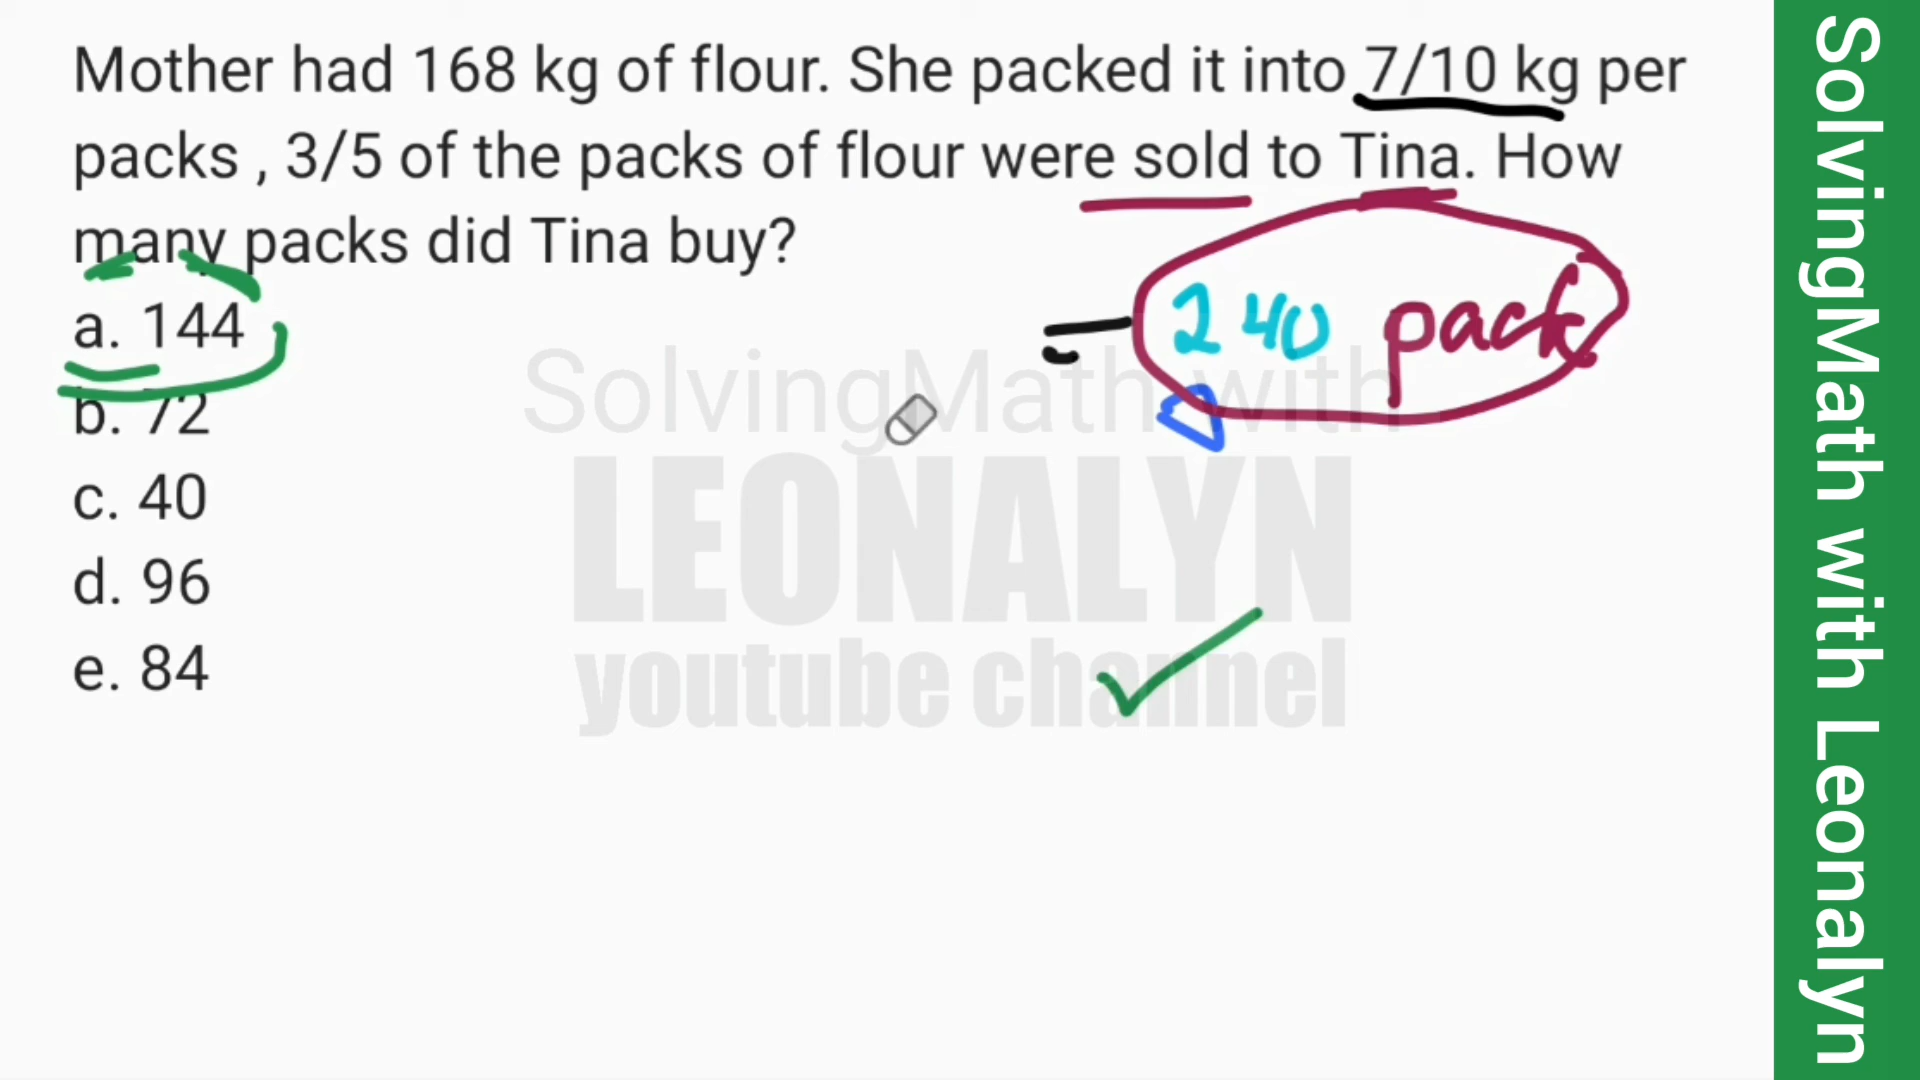 Mother had 168 kg of flour. She packed it into 7/10 kg per
packs , 3/5 of the packs of flour were sold to Tina. How
many packs did Tina buy?
a. 144
= 240 pack
b. 72
c. 40
d. 96
e. 84
SolvingMath with
LEONALYN
youtube channel
SolvingMath with Leonalyn